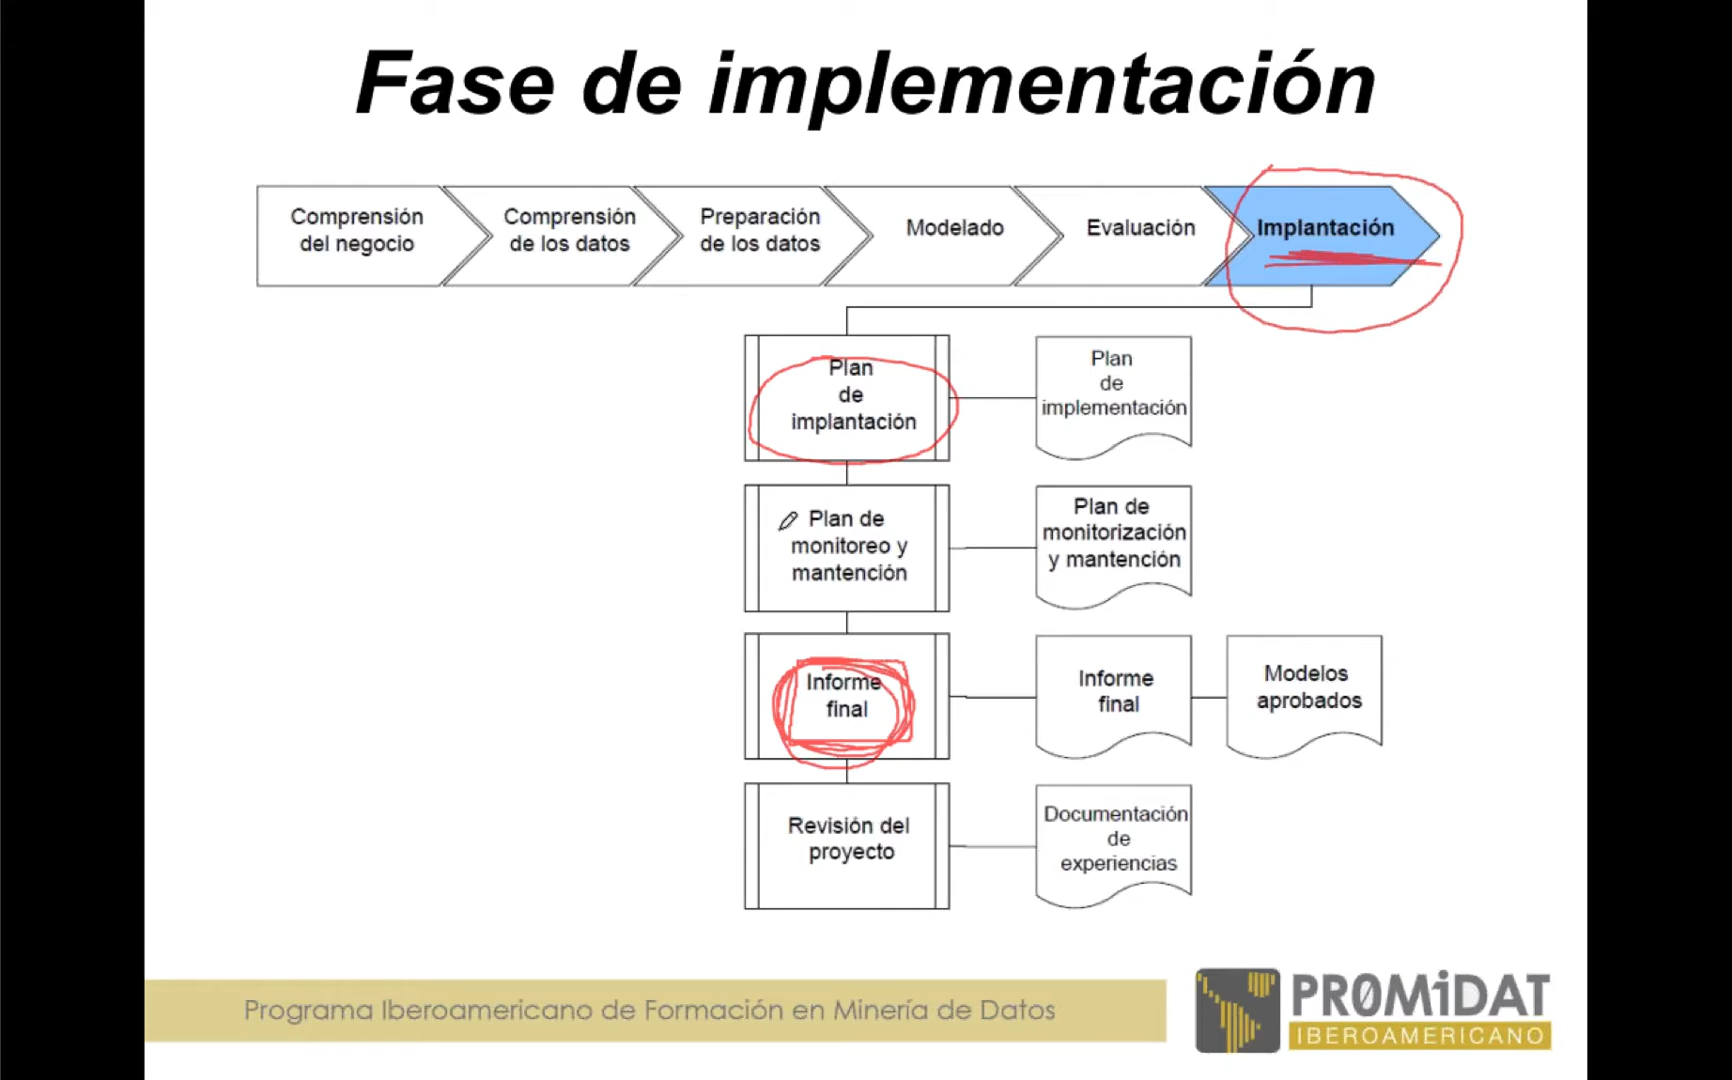 Fase de implementación
Comprensión
del negocio
Comprensión
de los datos
Preparación
de los datos
Modelado
Evaluación
Implantación
Plan
de
implantación
Plan
de
implementación
Plan de
monitoreo y
mantención
Plan de
monitorización
y mantención
Informe
final
Informe
final
Modelos
aprobados
Revisión del
proyecto
Documentación
de
experiencias
Programa Iberoamericano de Formación en Minería de Datos
PR0MiDAT
IBEROAMERICANO